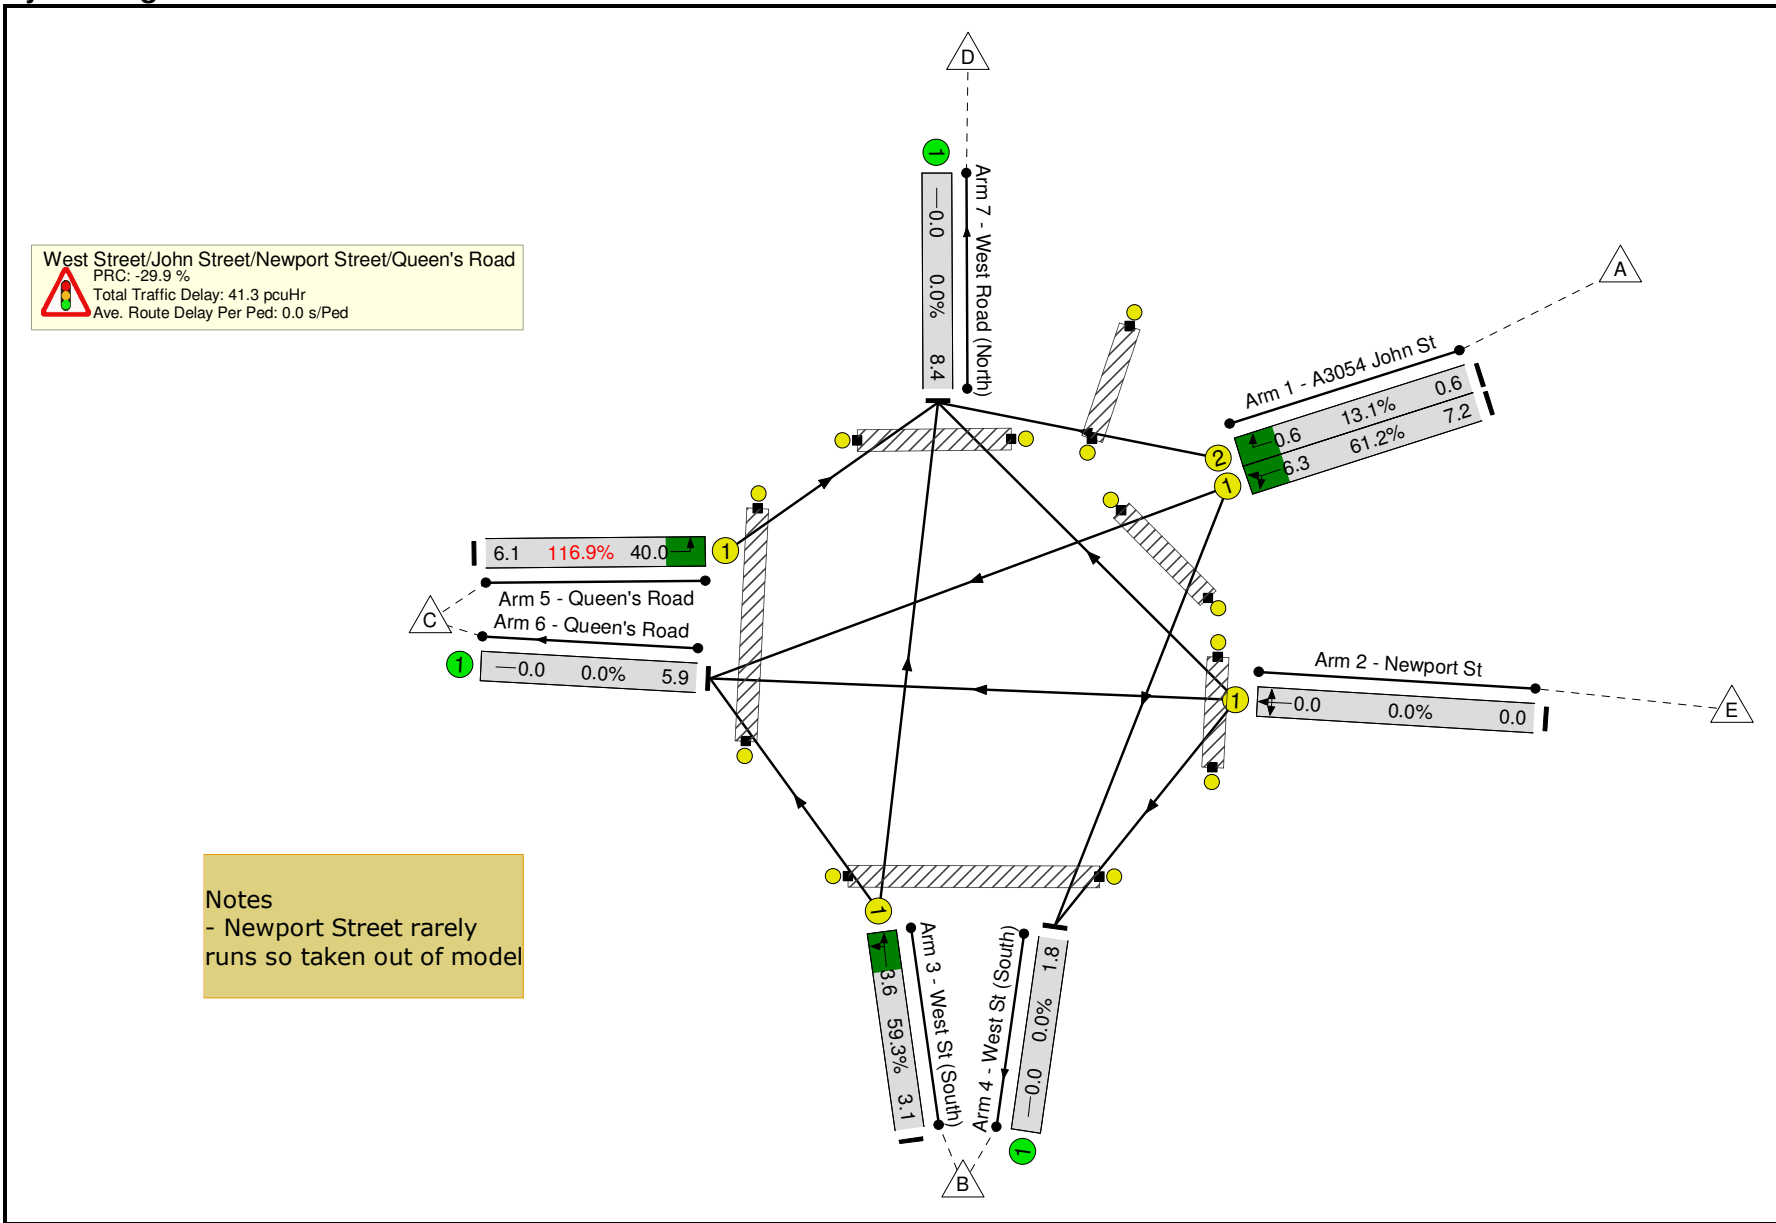 D
A
West Street/John Street/Newport Street/Queen's Road
PRC: -29.9 %
Total Traffic Delay: 41.3 pcuHr
Ave. Route Delay Per Ped: 0.0 s/Ped
1
0.0 0.0% 8.4
Arm 7 - West Road (North)
Arm 1 - A3054 John St
2
0.6 13.1% 0.6
1
6.3 61.2% 7.2
6.1 116.9% 40.0
1
Arm 5 - Queen's Road
C
Arm 6 - Queen's Road
1
0.0 0.0% 5.9
Arm 2 - Newport St
1
0.0 0.0% 0.0
E
Notes
- Newport Street rarely
runs so taken out of model
1
3.6 59.3% 3.1
Arm 3 - West St (South)
Arm 4 - West St (South)
0.0 0.0% 1.8
1
B